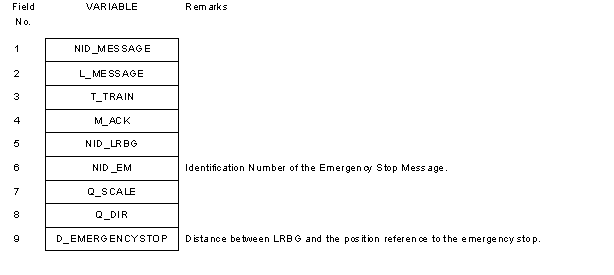 Field VARIABLE Remarks
No.
1 NID_MESSAGE
2 L_MESSAGE
3 T_TRAIN
4 M_ACK
5 NID_LRBG
6 NID_EM Identification Number of the Emergency Stop Message.
7 Q_SCALE
8 Q_DIR
9 D_EMERGENCYSTOP Distance between LRBG and the position reference to the emergency stop.